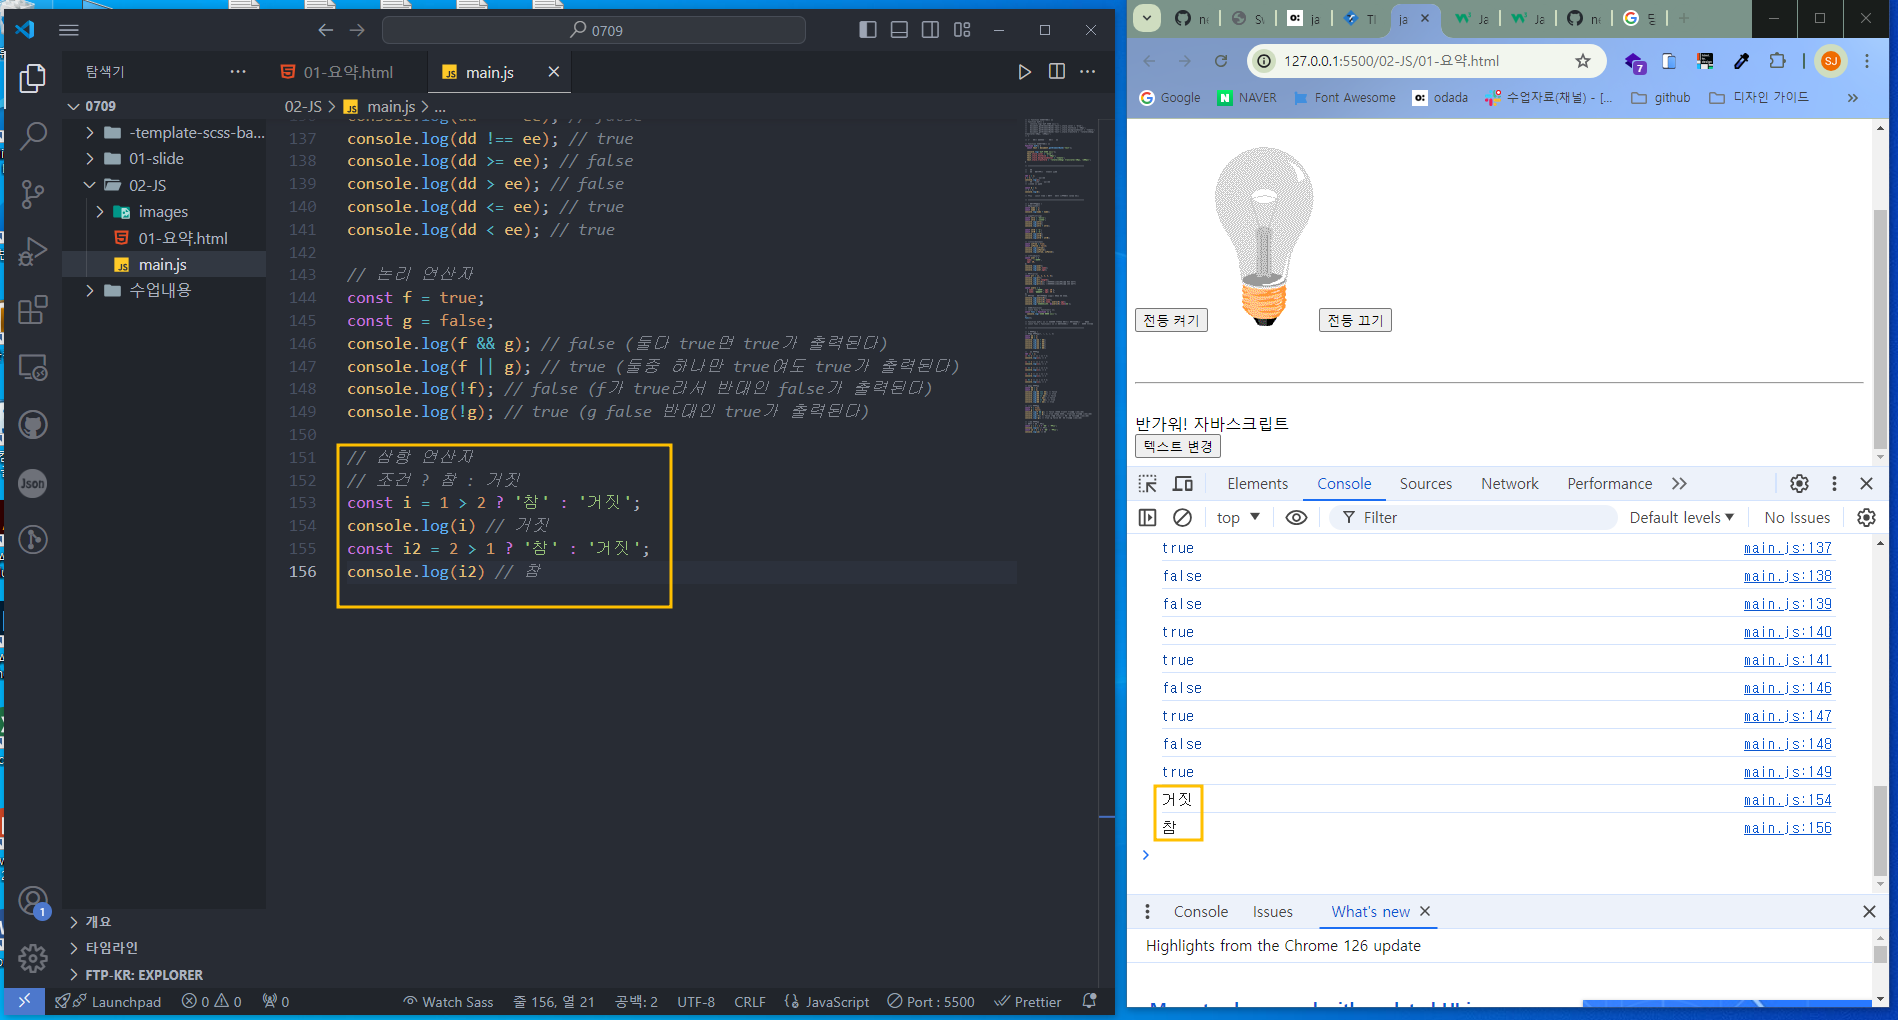 0709
탐색기 ···
01-요약.html
main.js
0709
-template-scss-ba...
01-slide
02-JS
images
01-요약.html
main.js
수업내용
개요
타임라인
FTP-KR: EXPLORER
02-JS > JS main.js > ...
137 console.log(dd !== ee); // true
138 console.log(dd >= ee); // false
139 console.log(dd > ee); // false
140 console.log(dd <= ee); // true
141 console.log(dd < ee); // true
142
143 // 논리 연산자
144 const f = true;
145 const g = false;
146 console.log(f && g); // false (둘다 true면 true가 출력된다)
147 console.log(f || g); // true (둘중 하나만 true여도 true가 출력된다)
148 console.log(!f); // false (f가 true라서 반대인 false가 출력된다)
149 console.log(!g); // true (g false 반대인 true가 출력된다)
150
151 // 삼항 연산자
152 // 조건 ? 참 : 거짓
153 const i = 1 > 2 ? '참' : '거짓';
154 console.log(i) // 거짓
155 const i2 = 2 > 1 ? '참' : '거짓';
156 console.log(i2) // 참
Json
1
Launchpad 0 0 0 Watch Sass 줄 156, 열 21 공백: 2 UTF-8 CRLF JavaScript Port : 5500 Prettier
127.0.0.1:5500/02-JS/01-요약.html
7
SJ
Google NAVER Font Awesome odada 수업자료(채널) - [... github 디자인 가이드
전등 켜기 전등 끄기
반가워! 자바스크립트
텍스트 변경
Elements Console Sources Network Performance
top Filter Default levels No Issues
true main.js:137
false main.js:138
false main.js:139
true main.js:140
true main.js:141
false main.js:146
true main.js:147
false main.js:148
true main.js:149
거짓 main.js:154
참 main.js:156
Console Issues What's new
Highlights from the Chrome 126 update